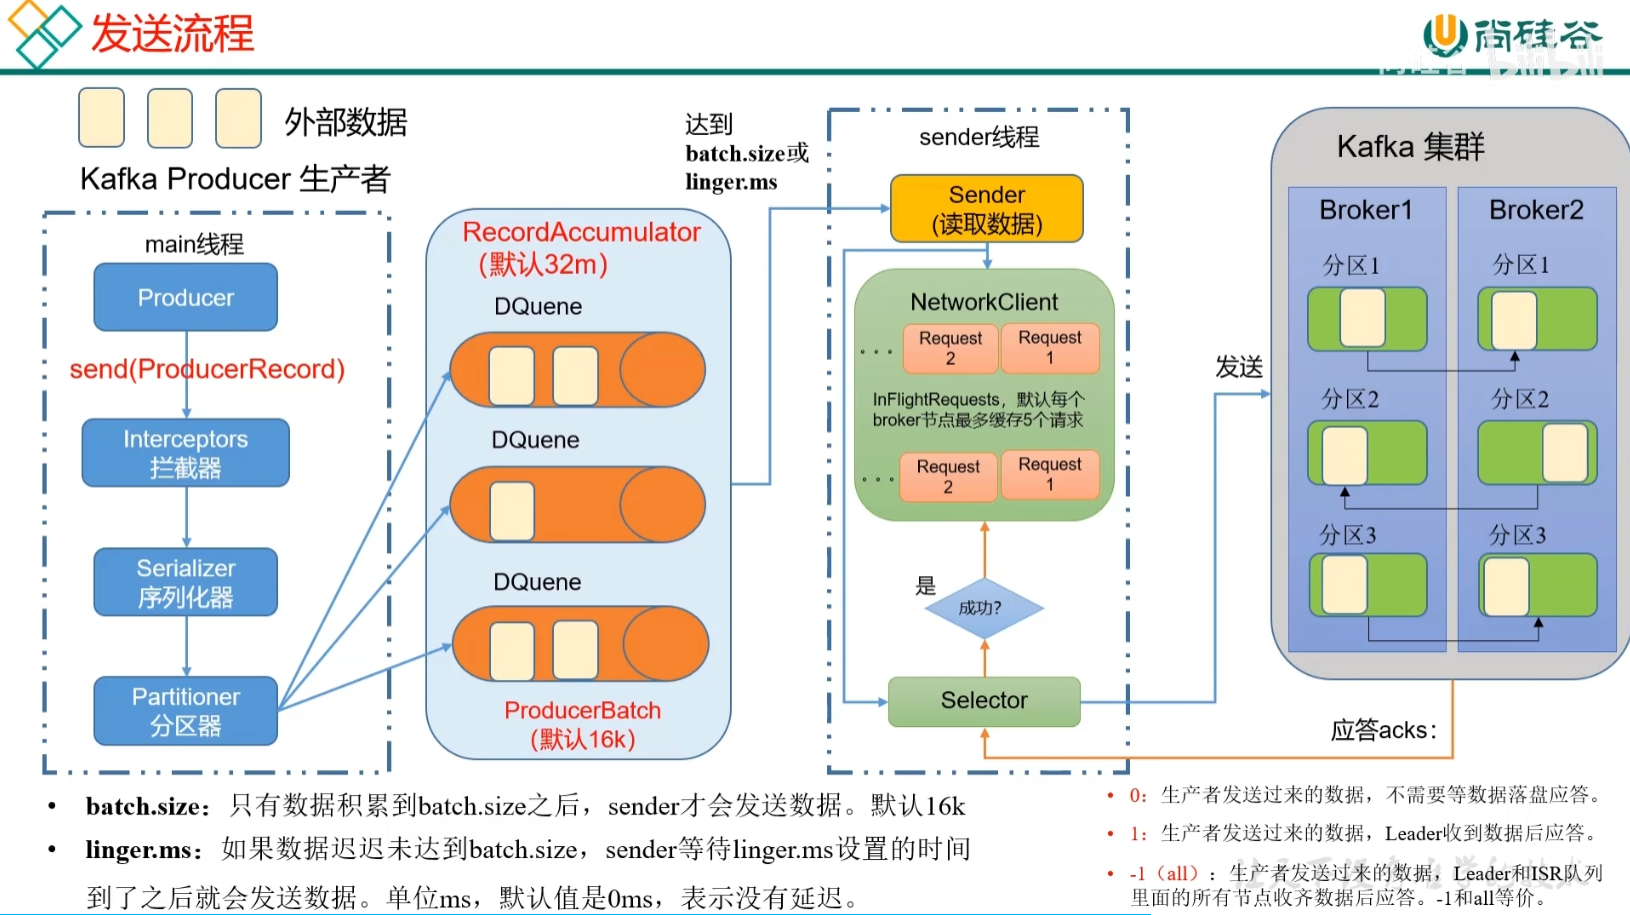 发送流程
尚硅谷
bilibili
外部数据
Kafka Producer 生产者
main线程
Producer
send(ProducerRecord)
Interceptors
拦截器
Serializer
序列化器
Partitioner
分区器
RecordAccumulator
(默认32m)
DQuene
DQuene
DQuene
ProducerBatch
(默认16k)
达到
batch.size或
linger.ms
sender线程
Sender
(读取数据)
NetworkClient
... Request 2 Request 1
InFlightRequests，默认每个
broker节点最多缓存5个请求
... Request 2 Request 1
是
成功?
Selector
发送
Kafka 集群
Broker1 Broker2
分区1 分区1
分区2 分区2
分区3 分区3
应答acks：
• batch.size：只有数据积累到batch.size之后，sender才会发送数据。默认16k
• linger.ms：如果数据迟迟未达到batch.size，sender等待linger.ms设置的时间
到了之后就会发送数据。单位ms，默认值是0ms，表示没有延迟。
• 0：生产者发送过来的数据，不需要等数据落盘应答。
• 1：生产者发送过来的数据，Leader收到数据后应答。
• -1（all）：生产者发送过来的数据，Leader和ISR队列
里面的所有节点收齐数据后应答。-1和all等价。